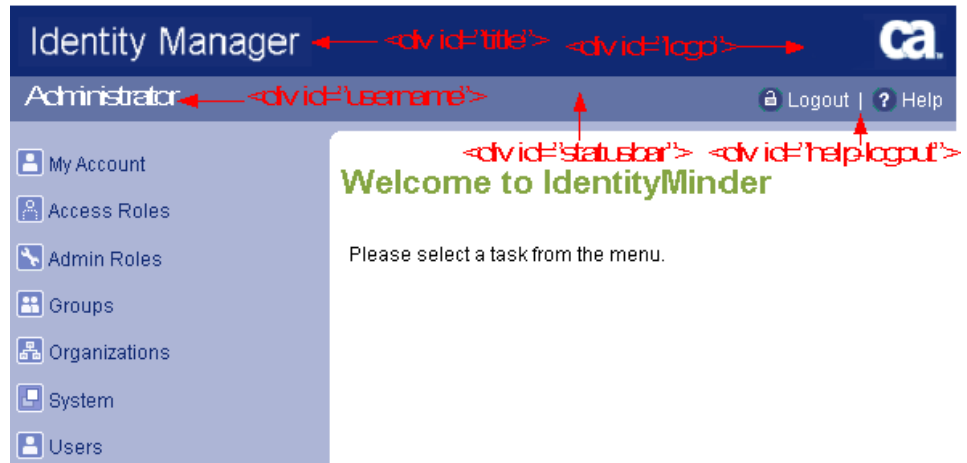 Identity Manager <div id="title"> <div id="logo"> ca.
Administrator <div id="username"> Logout | ? Help
<div id="statusbar"> <div id="help-logout">
My Account
Welcome to IdentityMinder
Access Roles
Admin Roles
Please select a task from the menu.
Groups
Organizations
System
Users